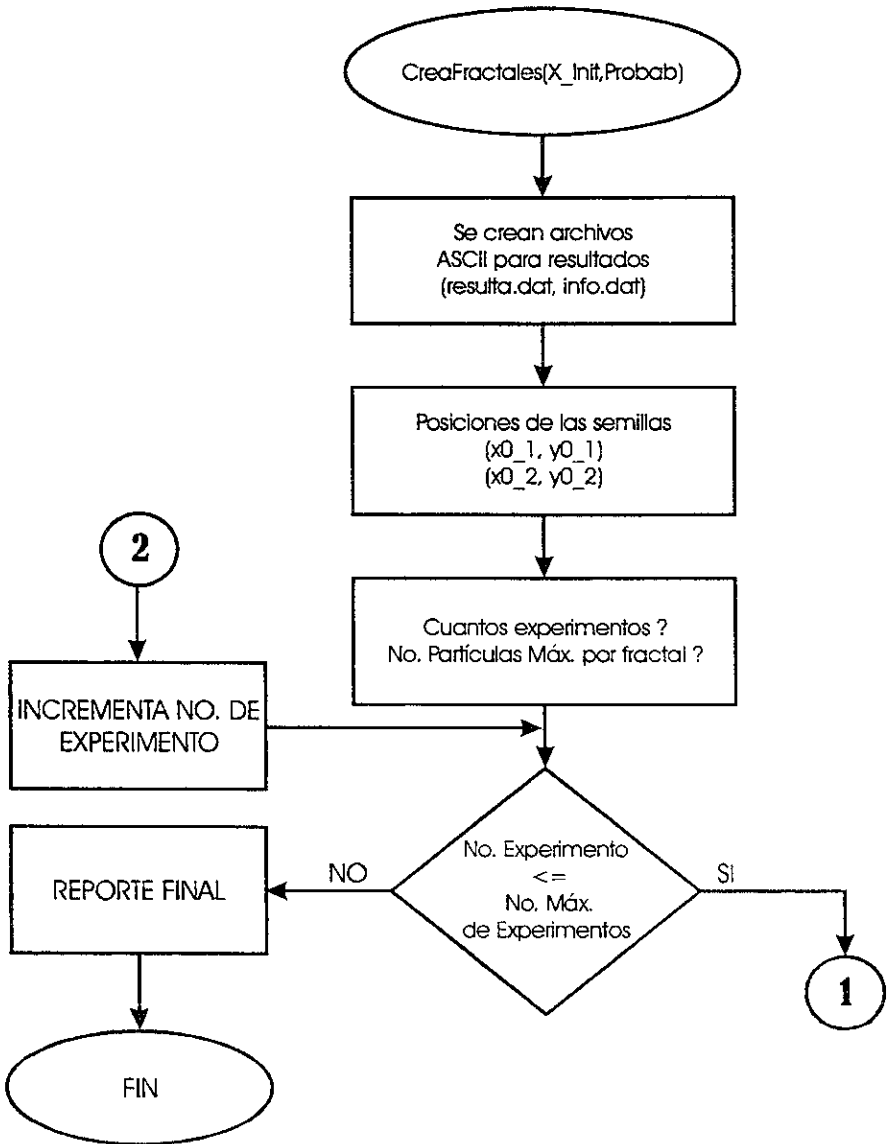 CreaFractales(X_Init,Probab)
Se crean archivos
ASCII para resultados
(resulta.dat, info.dat)
Posiciones de las semillas
(x0_1, y0_1)
(x0_2, y0_2)
2
Cuantos experimentos ?
No. Partículas Máx. por fractal ?
INCREMENTA NO. DE
EXPERIMENTO
No. Experimento
<=
No. Máx.
de Experimentos
NO
SI
REPORTE FINAL
1
FIN